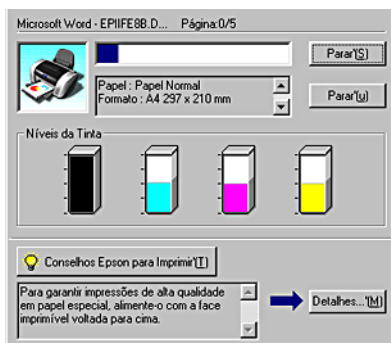 Microsoft Word - EPIIFE8B.D... Página:0/5
Parar'(S)
Papel : Papel Normal
Formato : A4 297 x 210 mm
Parar'(u)
Níveis da Tinta
Conselhos Epson para Imprimir'(T)
Para garantir impressões de alta qualidade
em papel especial, alimente-o com a face
imprimível voltada para cima.
Detalhes...'(M)